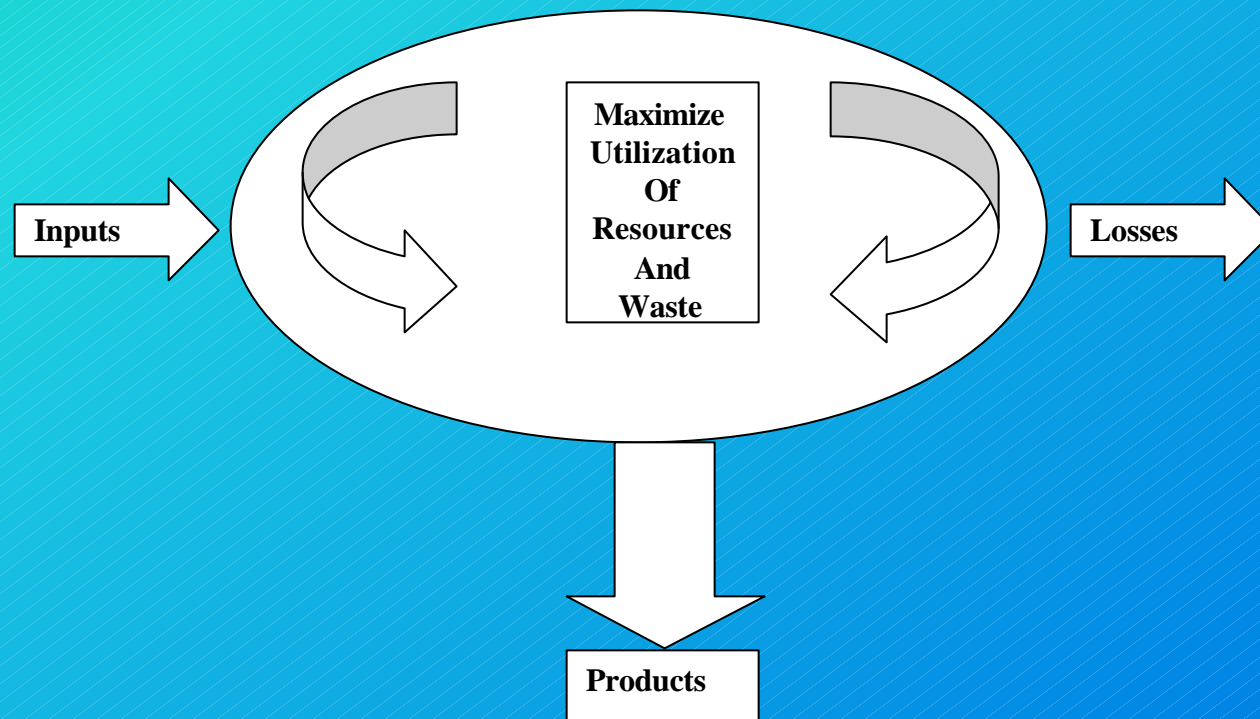 Maximize
Utilization
Of
Resources
And
Waste
Inputs
Losses
Products